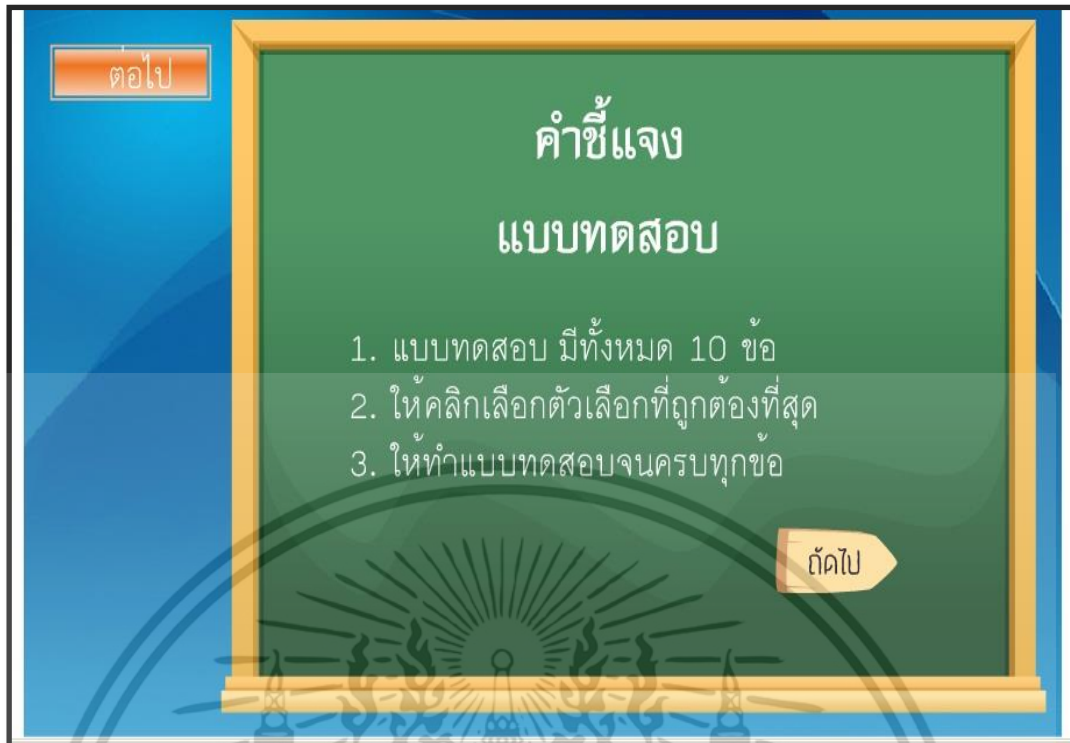 ต่อไป
คำชี้แจง
แบบทดสอบ
1. แบบทดสอบ มีทั้งหมด 10 ข้อ
2. ให้คลิกเลือกตัวเลือกที่ถูกต้องที่สุด
3. ให้ทำแบบทดสอบจนครบทุกข้อ
ถัดไป